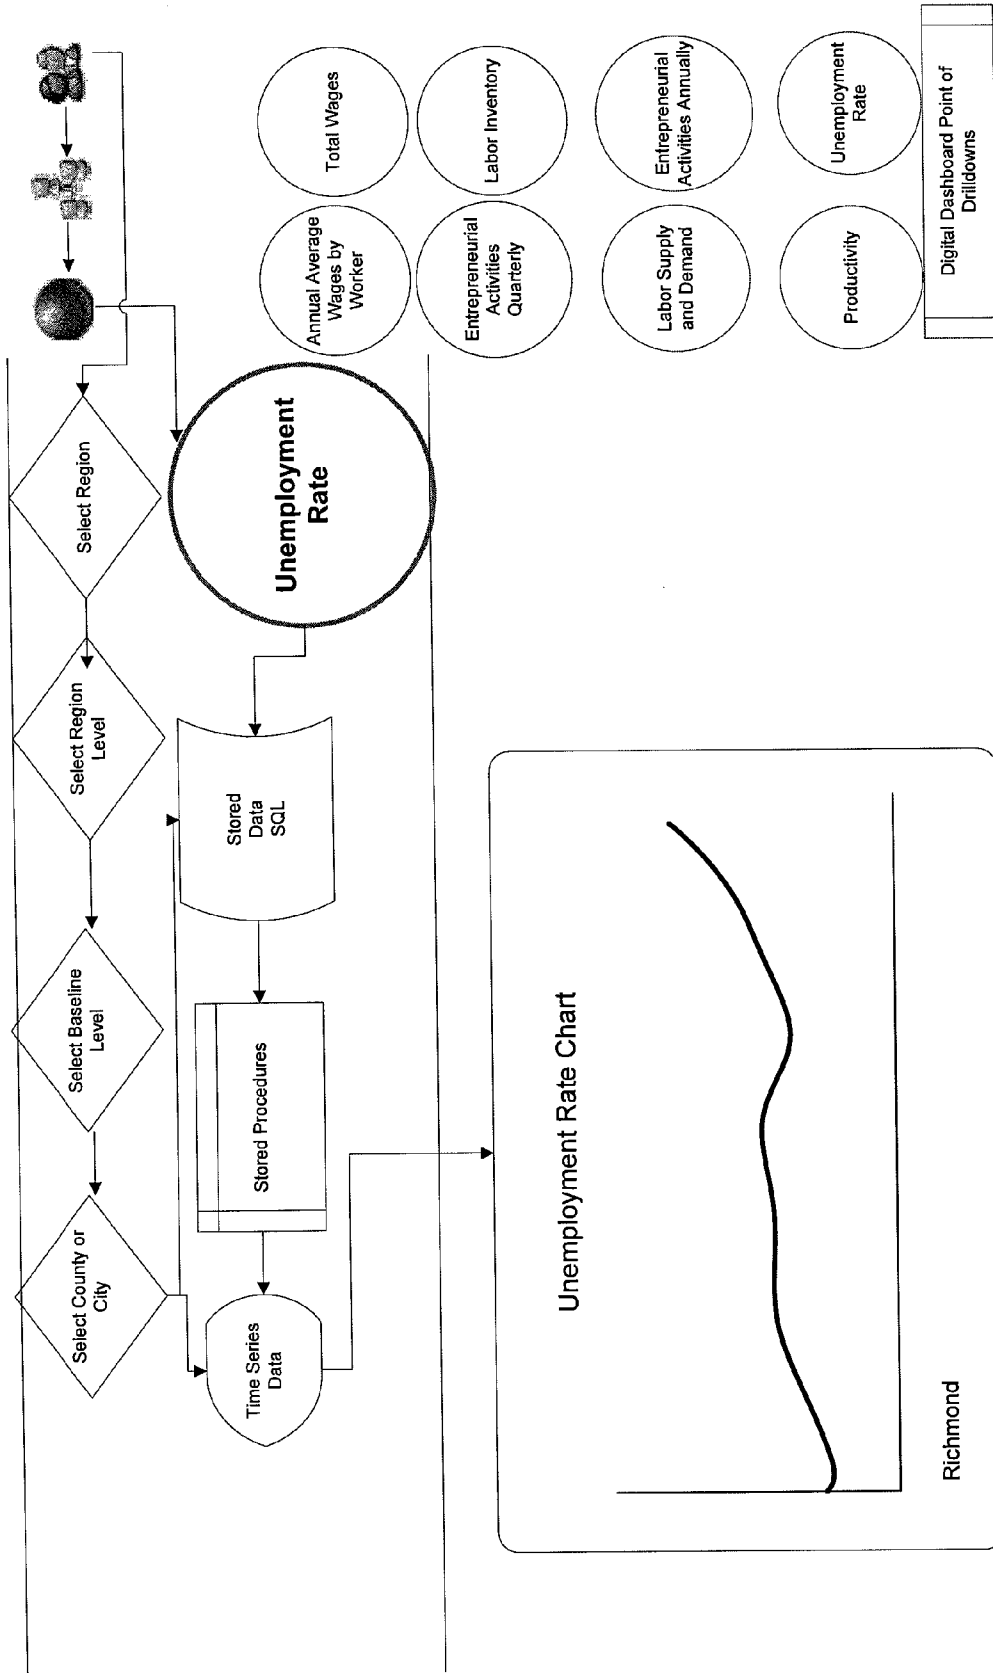 Select County or
City
Select Baseline
Level
Select Region
Level
Select Region
Time Series
Data
Stored Procedures
Stored
Data
SQL
Unemployment
Rate
Annual Average
Wages by
Worker
Total Wages
Entrepreneurial
Activities
Quarterly
Labor Inventory
Labor Supply
and Demand
Entrepreneurial
Activities Annually
Productivity
Unemployment
Rate
Digital Dashboard Point of
Drilldowns
Unemployment Rate Chart
Richmond